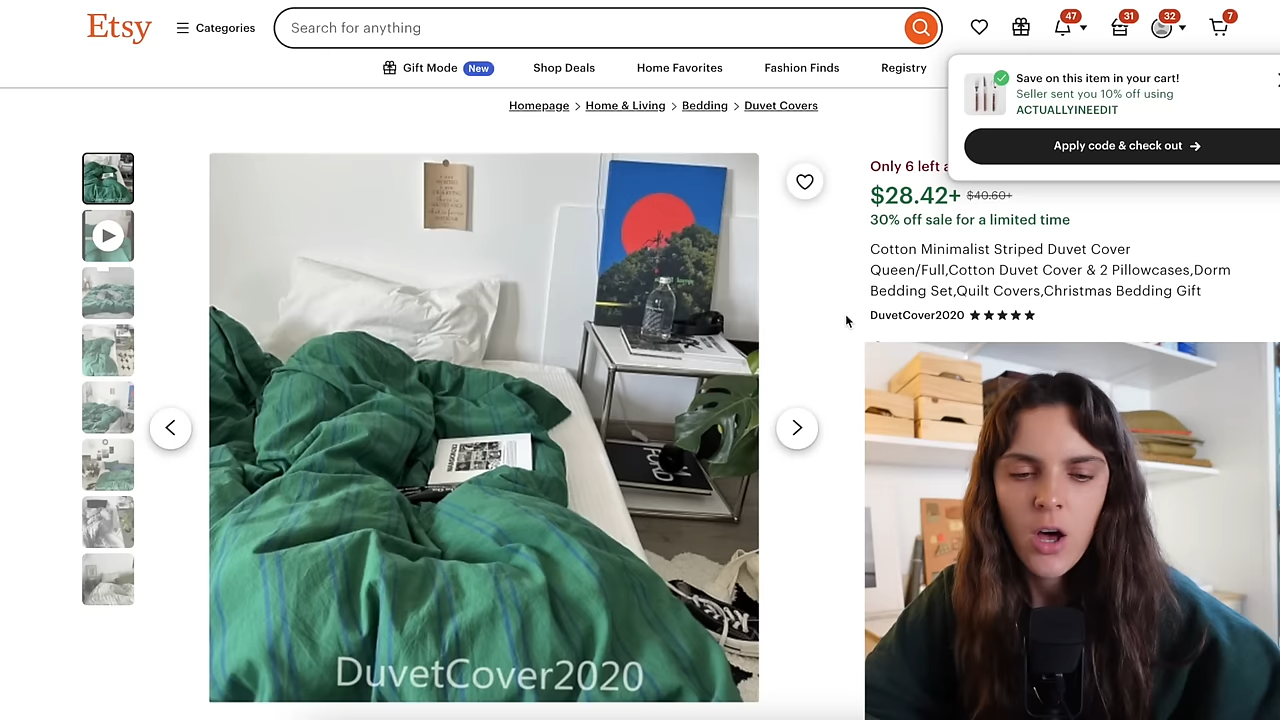 Etsy
Categories
Search for anything
47
31
32
7
Gift Mode New
Shop Deals
Home Favorites
Fashion Finds
Registry
Save on this item in your cart!
Seller sent you 10% off using
ACTUALLYINEEDIT
Apply code & check out →
Homepage > Home & Living > Bedding > Duvet Covers
Only 6 left
$28.42+ $40.60+
30% off sale for a limited time
Cotton Minimalist Striped Duvet Cover
Queen/Full,Cotton Duvet Cover & 2 Pillowcases,Dorm
Bedding Set,Quilt Covers,Christmas Bedding Gift
DuvetCover2020 ★★★★★
DuvetCover2020